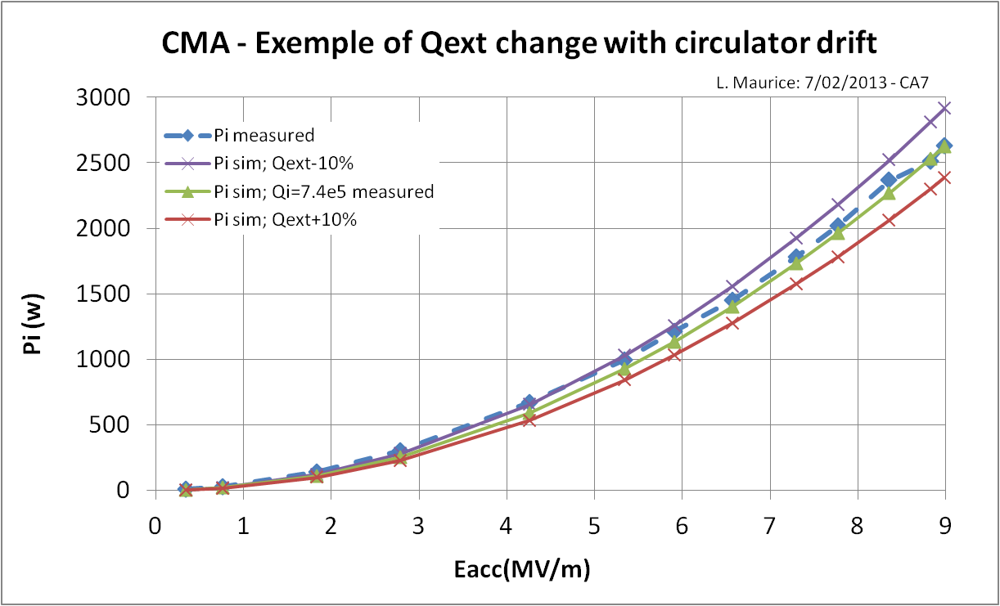 CMA - Exemple of Qext change with circulator drift
L. Maurice: 7/02/2013 - CA7
3000
2500
2000
1500
1000
500
0
Pi (w)
Pi measured
Pi sim; Qext-10%
Pi sim; Qi=7.4e5 measured
Pi sim; Qext+10%
0 1 2 3 4 5 6 7 8 9
Eacc(MV/m)